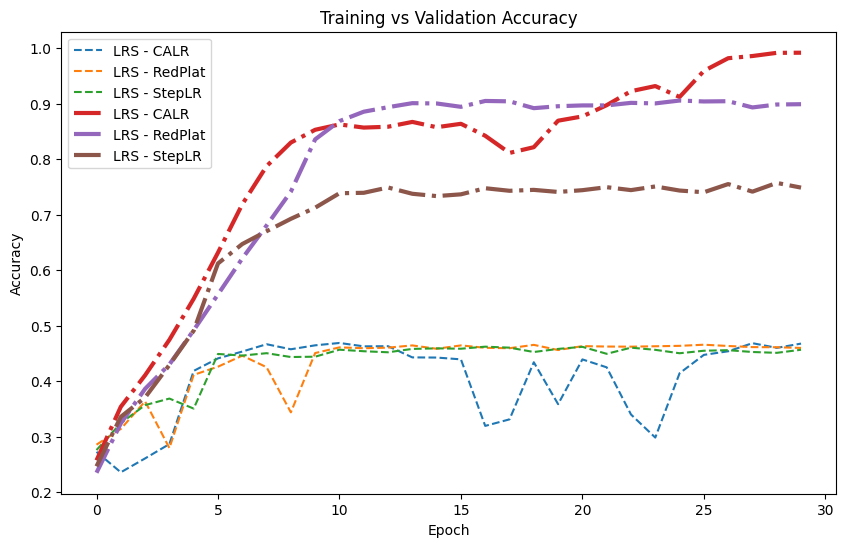 Training vs Validation Accuracy
LRS - CALR
LRS - RedPlat
LRS - StepLR
LRS - CALR
LRS - RedPlat
LRS - StepLR
1.0
0.9
0.8
0.7
0.6
0.5
0.4
0.3
0.2
Accuracy
0 5 10 15 20 25 30
Epoch